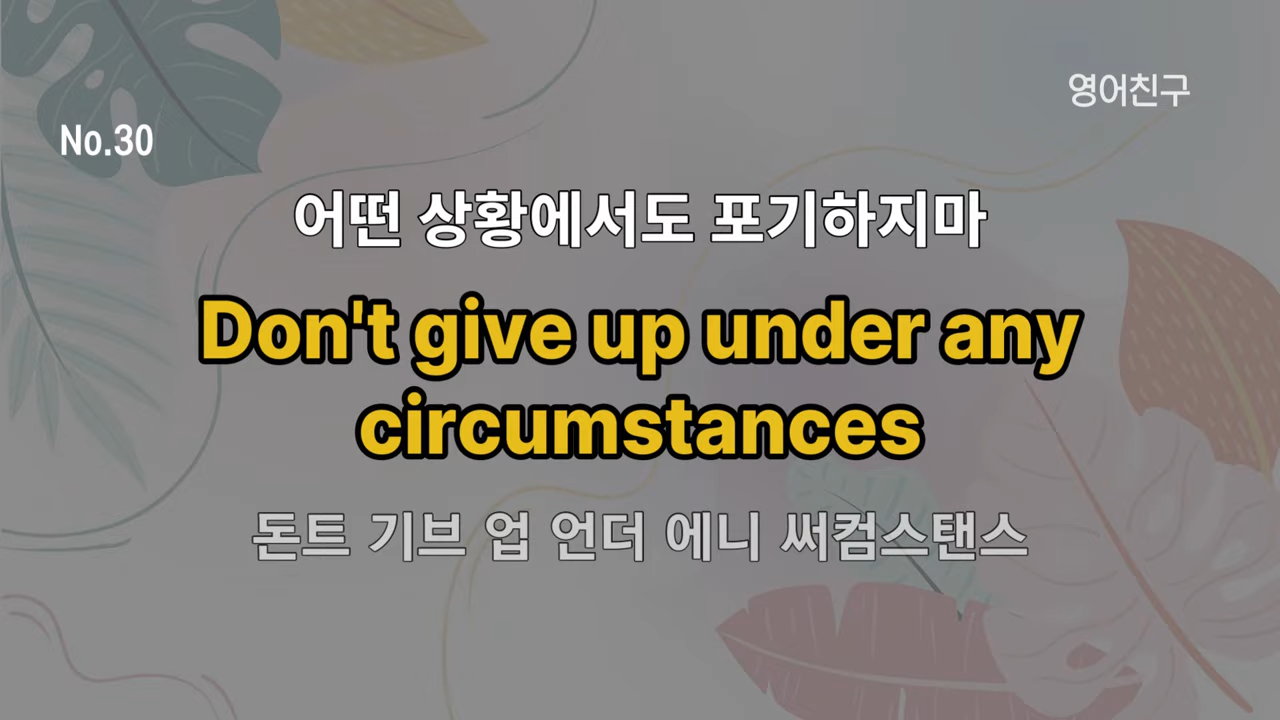 영어친구
No.30
어떤 상황에서도 포기하지마
Don't give up under any
circumstances
돈트 기브 업 언더 에니 써컴스탠스